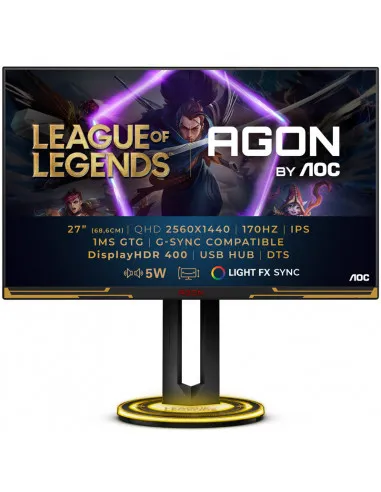 LEAGUE OF
LEGENDS
AGON
BY AOC
27" (68,6CM) | QHD 2560X1440 | 170HZ | IPS
1MS GTG | G-SYNC COMPATIBLE
DisplayHDR 400 | USB HUB | DTS
5W
LIGHT FX SYNC
AOC